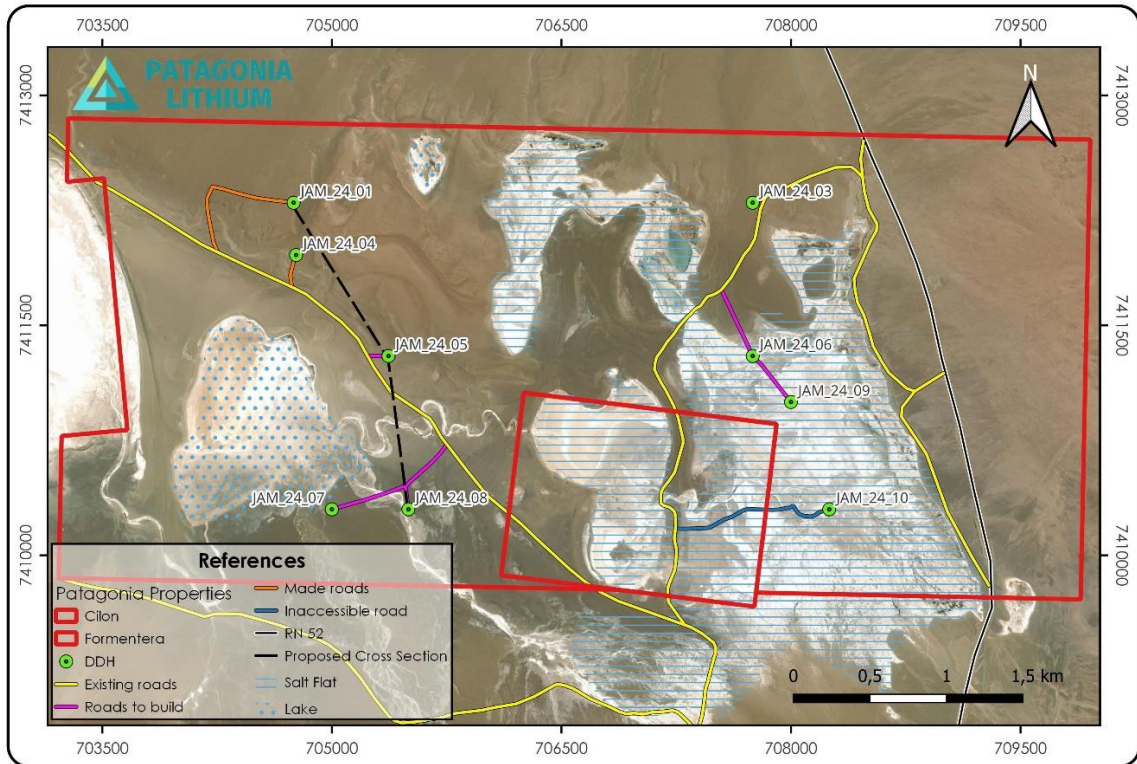 703500 705000 706500 708000 709500
7413000
7413000
PATAGONIA
LITHIUM
N
JAM_24_01
JAM_24_03
JAM_24_04
7411500
7411500
JAM_24_05
JAM_24_06
JAM_24_09
JAM_24_07
JAM_24_08
JAM_24_10
7410000
7410000
References
Patagonia Properties
Cilon
Formentera
DDH
Existing roads
Roads to build
Made roads
Inaccessible road
RN 52
Proposed Cross Section
Salt Flat
Lake
0 0,5 1 1,5 km
703500 705000 706500 708000 709500